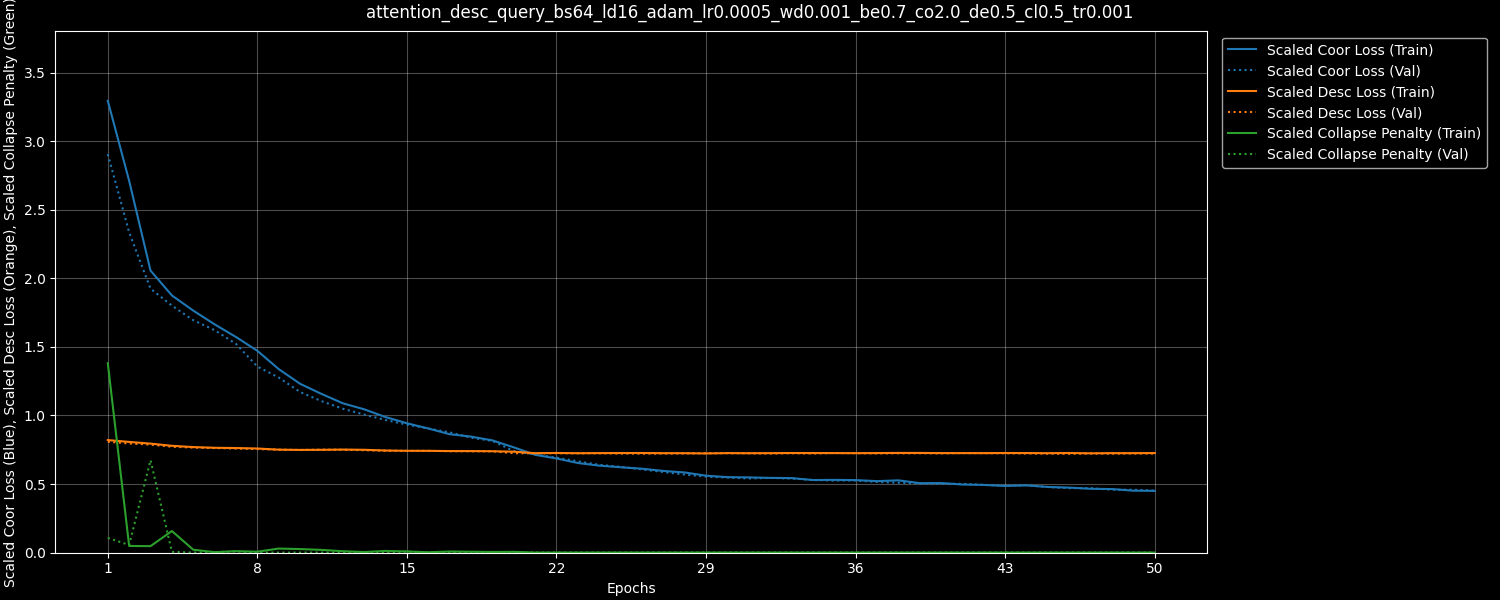 attention_desc_query_bs64_ld16_adam_lr0.0005_wd0.001_be0.7_co2.0_de0.5_cl0.5_tr0.001
Scaled Coor Loss (Blue), Scaled Desc Loss (Orange), Scaled Collapse Penalty (Green)
3.5
3.0
2.5
2.0
1.5
1.0
0.5
0.0
1
8
15
22
29
36
43
50
Epochs
Scaled Coor Loss (Train)
Scaled Coor Loss (Val)
Scaled Desc Loss (Train)
Scaled Desc Loss (Val)
Scaled Collapse Penalty (Train)
Scaled Collapse Penalty (Val)